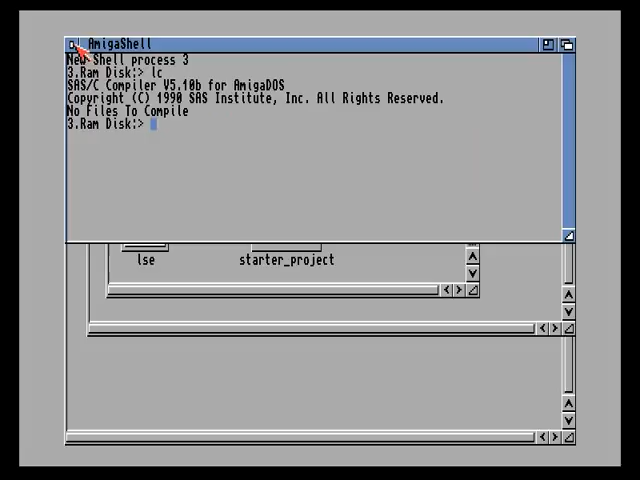 AmigaShell
New Shell process 3
3.Ram Disk:> lc
SAS/C Compiler V5.10b for AmigaDOS
Copyright (C) 1990 SAS Institute, Inc. All Rights Reserved.
No Files To Compile
3.Ram Disk:>
lse
starter_project